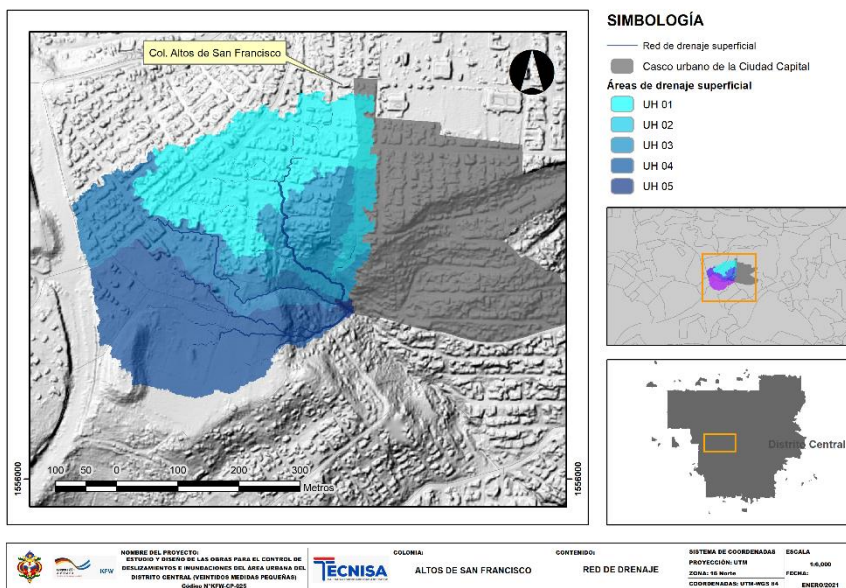 Col. Altos de San Francisco
100 50 0 100 200 300
Metros
1556000
1556000
SIMBOLOGÍA
Red de drenaje superficial
Casco urbano de la Ciudad Capital
Áreas de drenaje superficial
UH 01
UH 02
UH 03
UH 04
UH 05
Distrito Central
KFW
NOMBRE DEL PROYECTO:
ESTUDIO Y DISEÑO DE LAS OBRAS PARA EL CONTROL DE
DESLIZAMIENTOS E INUNDACIONES DEL ÁREA URBANA DEL
DISTRITO CENTRAL (VEINTIDOS MEDIDAS PEQUEÑAS)
Código N°KFW-CP-025
TECNISA
COLONIA:
ALTOS DE SAN FRANCISCO
CONTENIDO:
RED DE DRENAJE
SISTEMA DE COORDENADAS
PROYECCIÓN: UTM
ZONA: 16 Norte
COORDENADAS: UTM-WGS 84
ESCALA
1:6,000
FECHA:
ENERO/2021